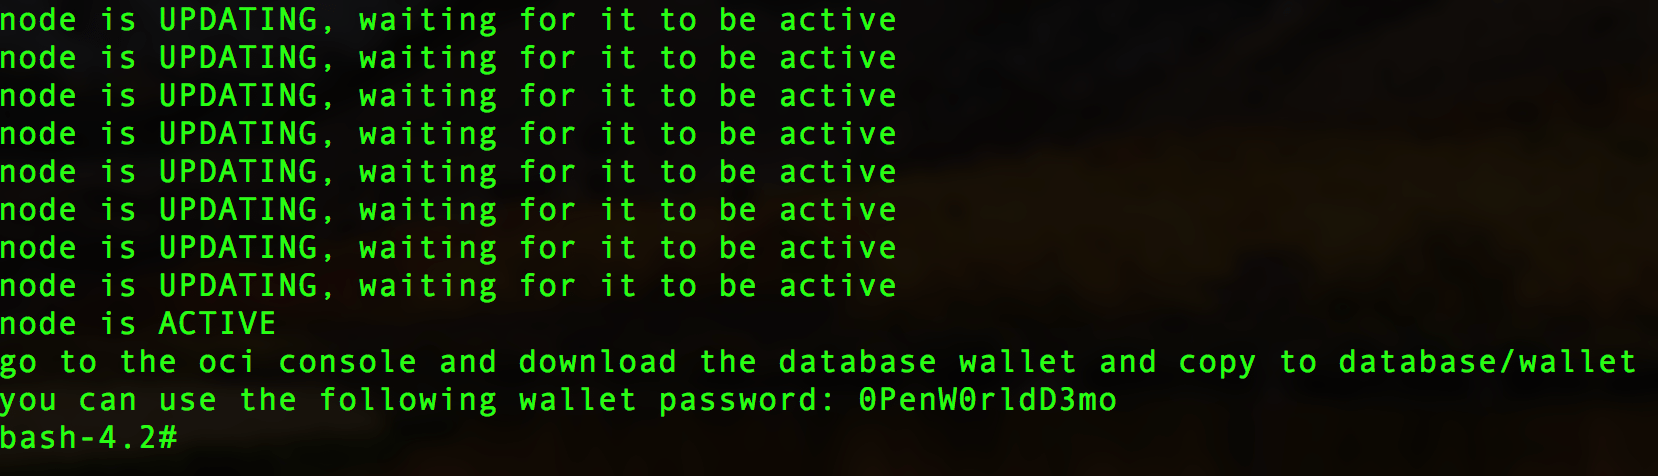 node is UPDATING, waiting for it to be active
node is UPDATING, waiting for it to be active
node is UPDATING, waiting for it to be active
node is UPDATING, waiting for it to be active
node is UPDATING, waiting for it to be active
node is UPDATING, waiting for it to be active
node is UPDATING, waiting for it to be active
node is UPDATING, waiting for it to be active
node is ACTIVE
go to the oci console and download the database wallet and copy to database/wallet
you can use the following wallet password: 0PenW0rldD3mo
bash-4.2#